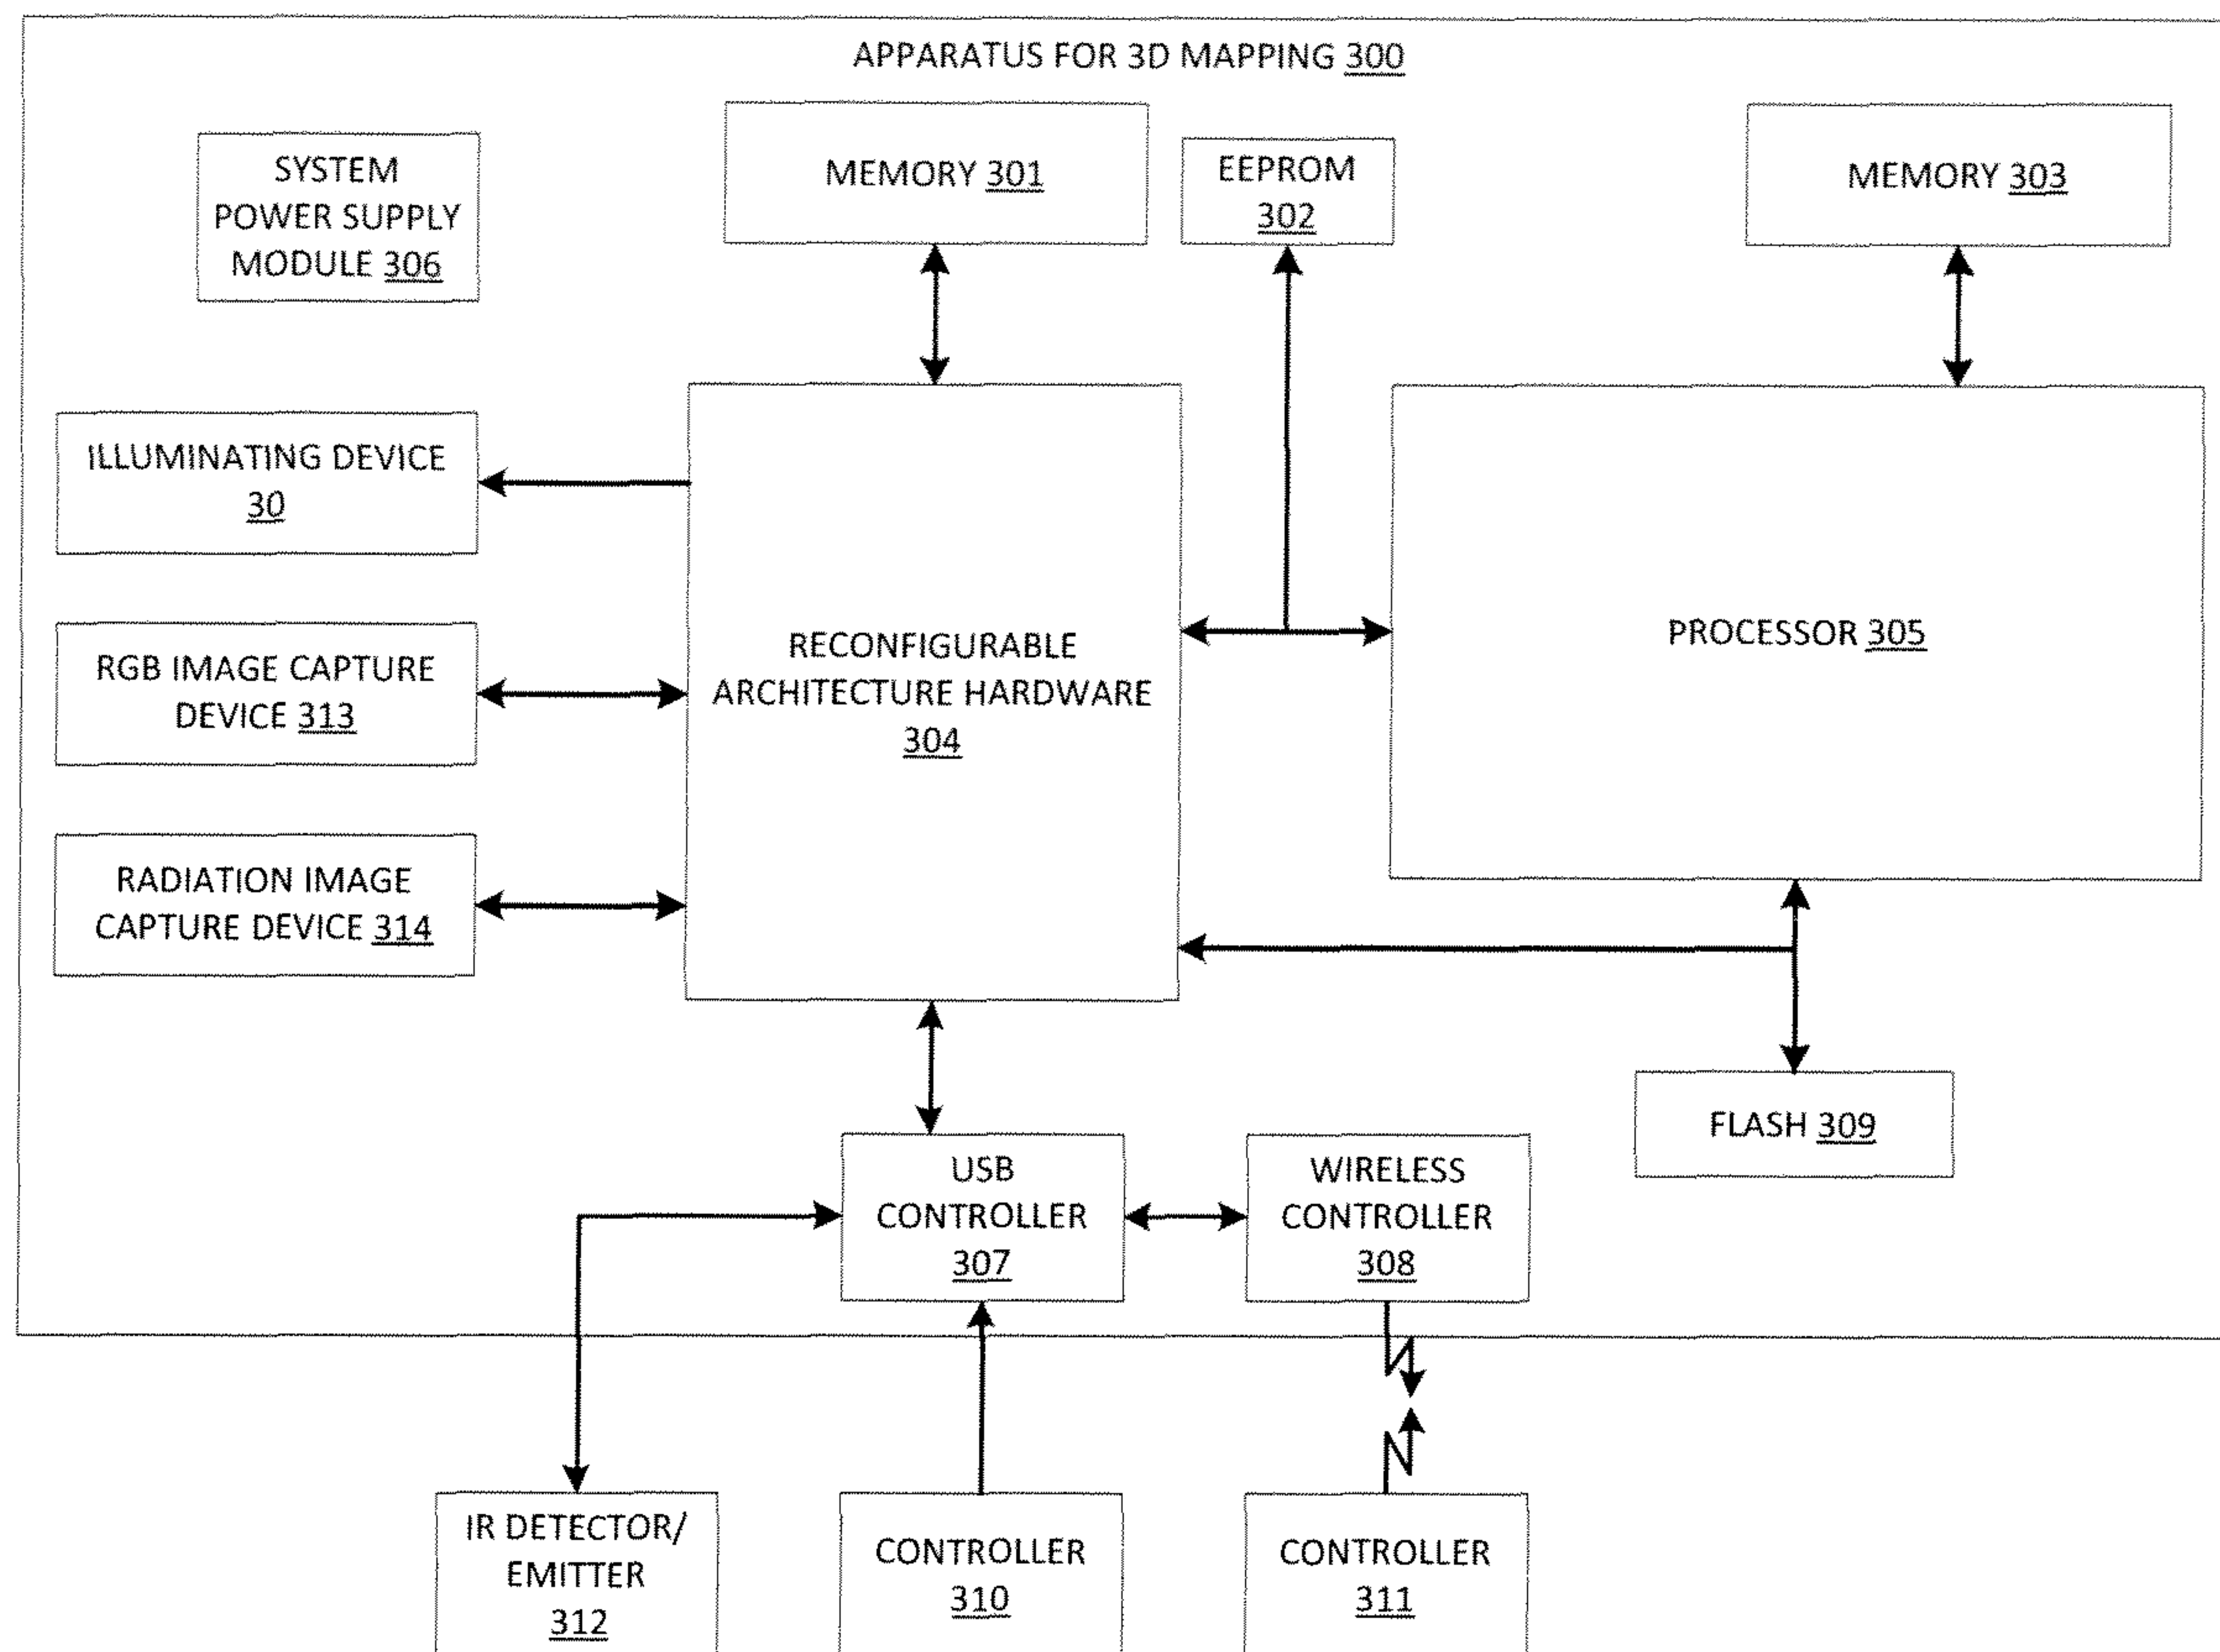 APPARATUS FOR 3D MAPPING 300
SYSTEM
POWER SUPPLY
MODULE 306
MEMORY 301
EEPROM
302
MEMORY 303
ILLUMINATING DEVICE
30
RGB IMAGE CAPTURE
DEVICE 313
RADIATION IMAGE
CAPTURE DEVICE 314
RECONFIGURABLE
ARCHITECTURE HARDWARE
304
PROCESSOR 305
FLASH 309
USB
CONTROLLER
307
WIRELESS
CONTROLLER
308
IR DETECTOR/
EMITTER
312
CONTROLLER
310
CONTROLLER
311